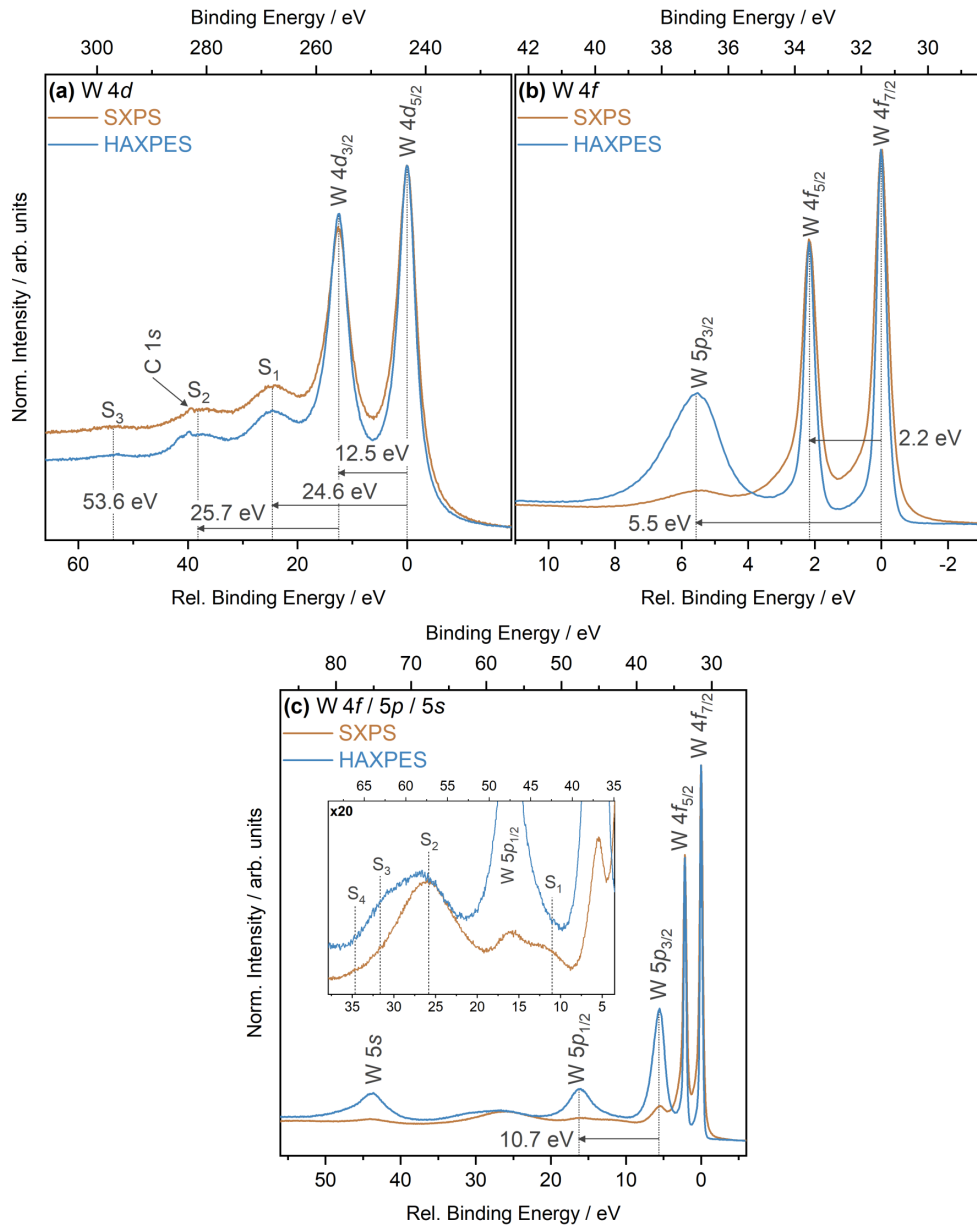 Binding Energy / eV
300 280 260 240
(a) W 4d
SXPS
HAXPES
W 4d5/2
W 4d3/2
C 1s
S1
S2
S3
12.5 eV
24.6 eV
25.7 eV
53.6 eV
60 40 20 0
Rel. Binding Energy / eV
Norm. Intensity / arb. units
Binding Energy / eV
42 40 38 36 34 32 30
(b) W 4f
SXPS
HAXPES
W 4f7/2
W 4f5/2
W 5p3/2
2.2 eV
5.5 eV
10 8 6 4 2 0 -2
Rel. Binding Energy / eV
Binding Energy / eV
80 70 60 50 40 30
(c) W 4f / 5p / 5s
SXPS
HAXPES
W 4f7/2
W 4f5/2
W 5p3/2
W 5p1/2
W 5s
65 60 55 50 45 40 35
x20
S4
S3
S2
W 5p1/2
S1
35 30 25 20 15 10 5
10.7 eV
50 40 30 20 10 0
Rel. Binding Energy / eV
Norm. Intensity / arb. units